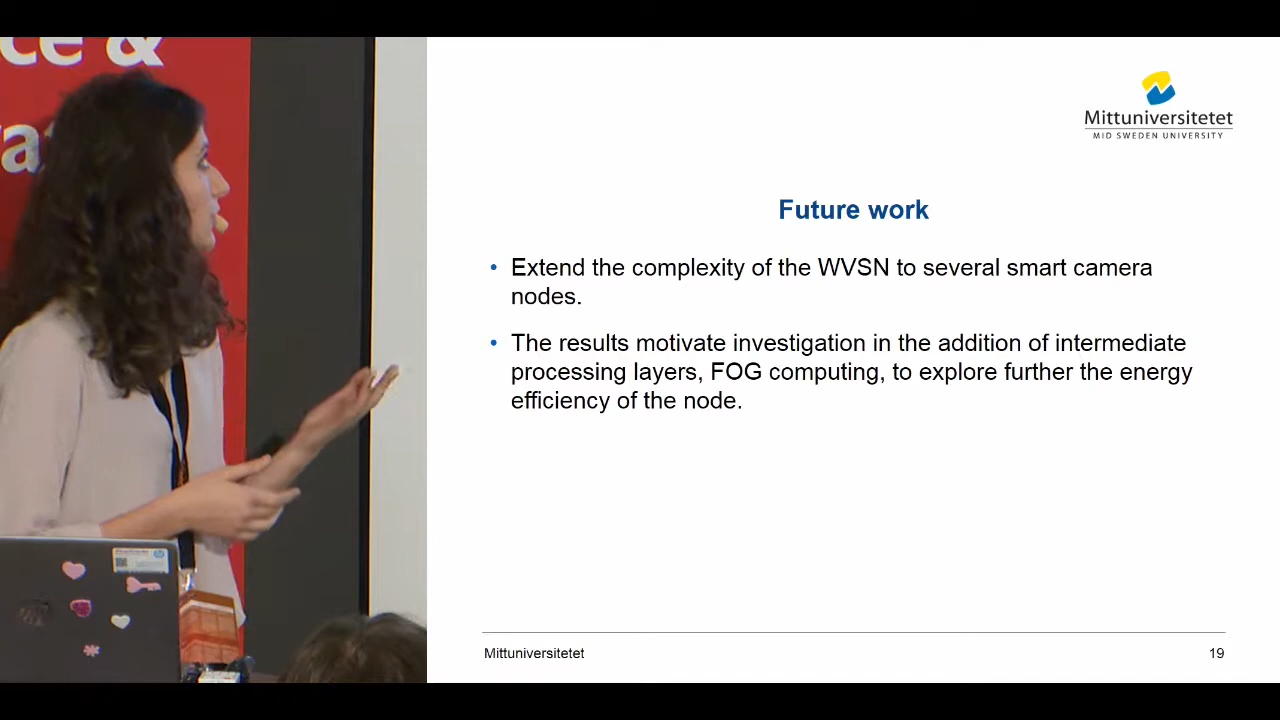 ce &
Mittuniversitetet
MID SWEDEN UNIVERSITY
Future work
• Extend the complexity of the WVSN to several smart camera
nodes.
• The results motivate investigation in the addition of intermediate
processing layers, FOG computing, to explore further the energy
efficiency of the node.
Mittuniversitetet
19